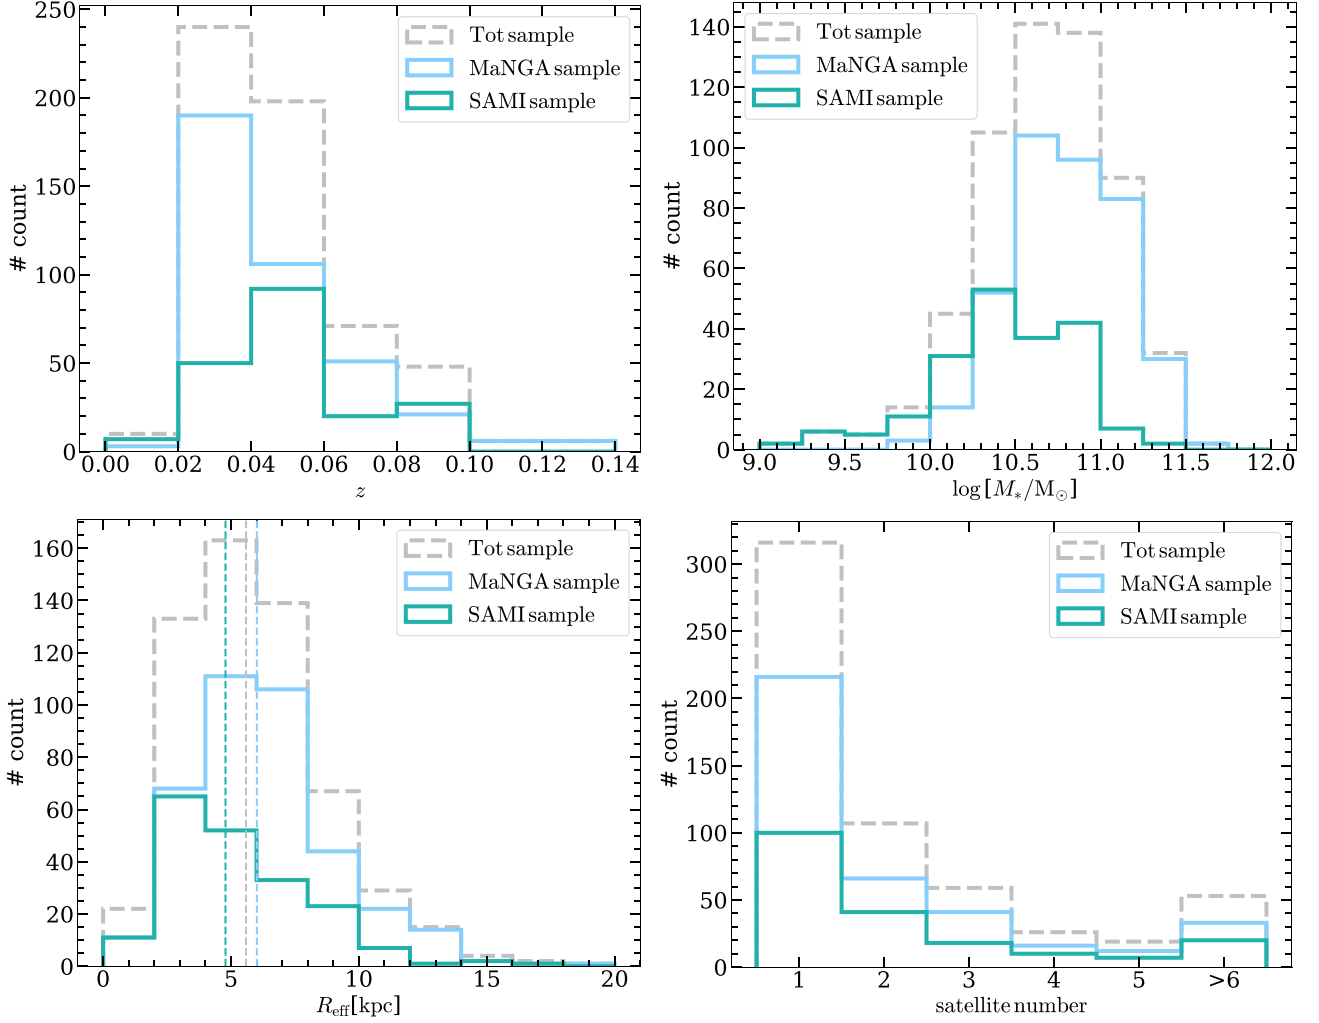 250
200
150
100
50
0
# count
Tot sample
MaNGA sample
SAMI sample
0.00 0.02 0.04 0.06 0.08 0.10 0.12 0.14
z
140
120
100
80
60
40
20
0
# count
Tot sample
MaNGA sample
SAMI sample
9.0 9.5 10.0 10.5 11.0 11.5 12.0
log[M*/M⊙]
160
140
120
100
80
60
40
20
0
# count
Tot sample
MaNGA sample
SAMI sample
0 5 10 15 20
Reff[kpc]
300
250
200
150
100
50
0
# count
Tot sample
MaNGA sample
SAMI sample
1 2 3 4 5 >6
satellite number